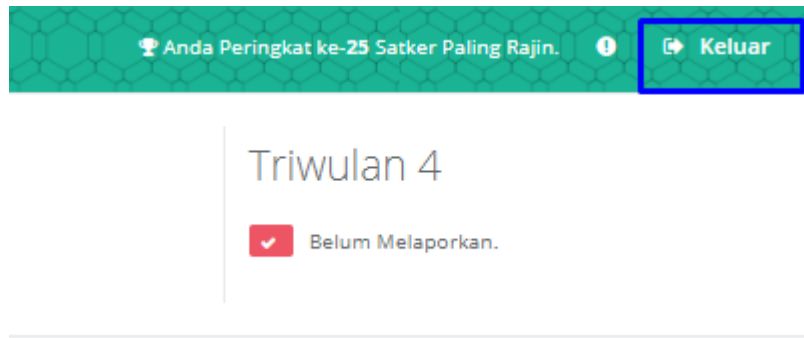 Anda Peringkat ke-25 Satker Paling Rajin. Keluar
Triwulan 4
Belum Melaporkan.